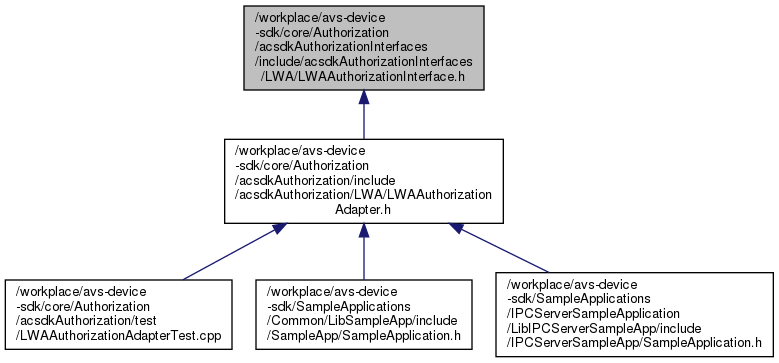 /workplace/avs-device
-sdk/core/Authorization
/acsdkAuthorizationInterfaces
/include/acsdkAuthorizationInterfaces
/LWA/LWAAuthorizationInterface.h
/workplace/avs-device
-sdk/core/Authorization
/acsdkAuthorization/include
/acsdkAuthorization/LWA/LWAAuthorization
Adapter.h
/workplace/avs-device
-sdk/core/Authorization
/acsdkAuthorization/test
/LWAAuthorizationAdapterTest.cpp
/workplace/avs-device
-sdk/SampleApplications
/Common/LibSampleApp/include
/SampleApp/SampleApplication.h
/workplace/avs-device
-sdk/SampleApplications
/IPCServerSampleApplication
/LibIPCServerSampleApp/include
/IPCServerSampleApp/SampleApplication.h